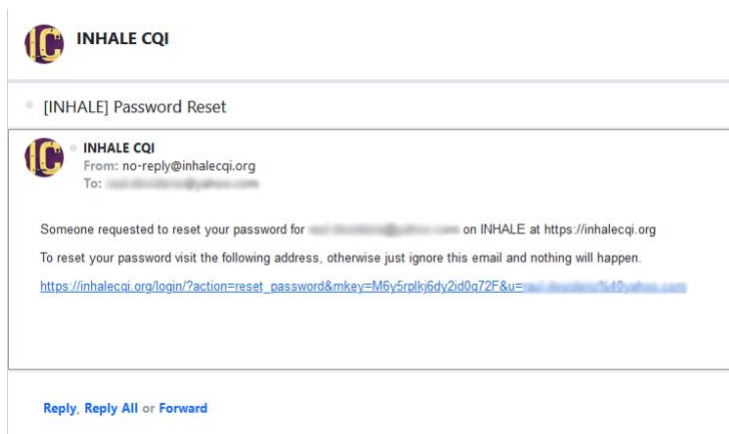 IC
INHALE CQI
[INHALE] Password Reset
IC
INHALE CQI
From: no-reply@inhalecqi.org
To:
Someone requested to reset your password for on INHALE at https://inhalecqi.org
To reset your password visit the following address, otherwise just ignore this email and nothing will happen.
https://inhalecqi.org/login/?action=reset_password&mkey=M6y5rplkj6dy2id0q72F&u=
Reply, Reply All or Forward